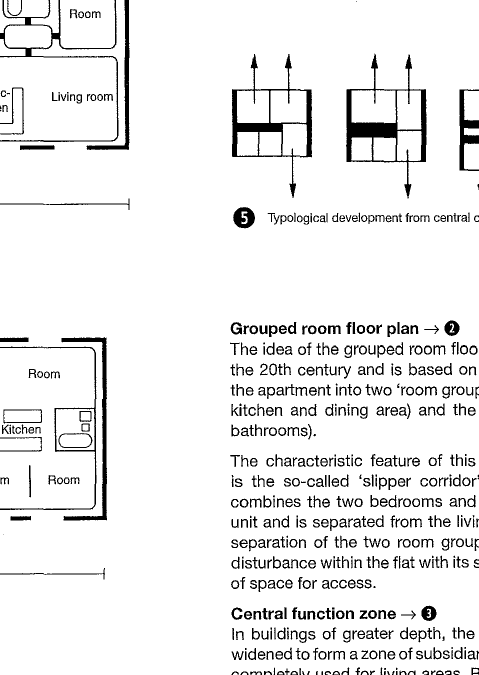 Room
c-
en
Living room
5 Typological development from central c
Room
Kitchen
m
Room
Grouped room floor plan → 2
The idea of the grouped room floo
the 20th century and is based on
the apartment into two ‘room group
kitchen and dining area) and the
bathrooms).
The characteristic feature of this
is the so-called ‘slipper corridor’
combines the two bedrooms and
unit and is separated from the livin
separation of the two room group
disturbance within the flat with its s
of space for access.
Central function zone → 3
In buildings of greater depth, the
widened to form a zone of subsidiar
completely used for living areas. B